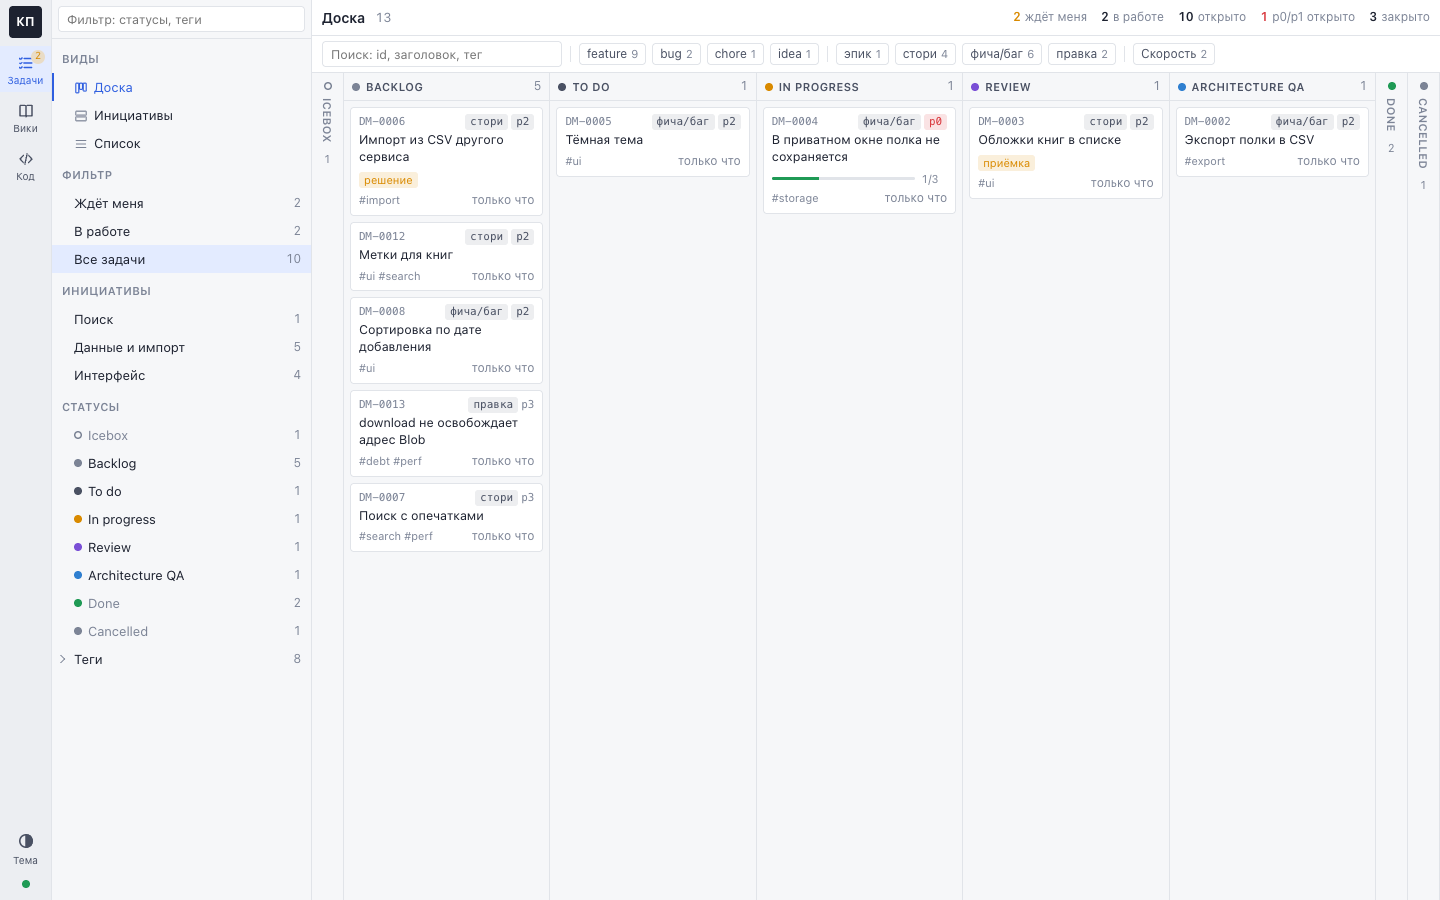 КП
2
Задачи
Вики
Код
Тема
Фильтр: статусы, теги
ВИДЫ
Доска
Инициативы
Список
ФИЛЬТР
Ждёт меня 2
В работе 2
Все задачи 10
ИНИЦИАТИВЫ
Поиск 1
Данные и импорт 5
Интерфейс 4
СТАТУСЫ
Icebox 1
Backlog 5
To do 1
In progress 1
Review 1
Architecture QA 1
Done 2
Cancelled 1
Теги 8
Доска 13
2 ждёт меня 2 в работе 10 открыто 1 p0/p1 открыто 3 закрыто
Поиск: id, заголовок, тег
feature 9 bug 2 chore 1 idea 1 эпик 1 стори 4 фича/баг 6 правка 2 Скорость 2
ICEBOX
1
BACKLOG 5
DM-0006 стори p2
Импорт из CSV другого
сервиса
решение
#import только что
DM-0012 стори p2
Метки для книг
#ui #search только что
DM-0008 фича/баг p2
Сортировка по дате
добавления
#ui только что
DM-0013 правка p3
download не освобождает
адрес Blob
#debt #perf только что
DM-0007 стори p3
Поиск с опечатками
#search #perf только что
TO DO 1
DM-0005 фича/баг p2
Тёмная тема
#ui только что
IN PROGRESS 1
DM-0004 фича/баг p0
В приватном окне полка не
сохраняется
1/3
#storage только что
REVIEW 1
DM-0003 стори p2
Обложки книг в списке
приёмка
#ui только что
ARCHITECTURE QA 1
DM-0002 фича/баг p2
Экспорт полки в CSV
#export только что
DONE
2
CANCELLED
1